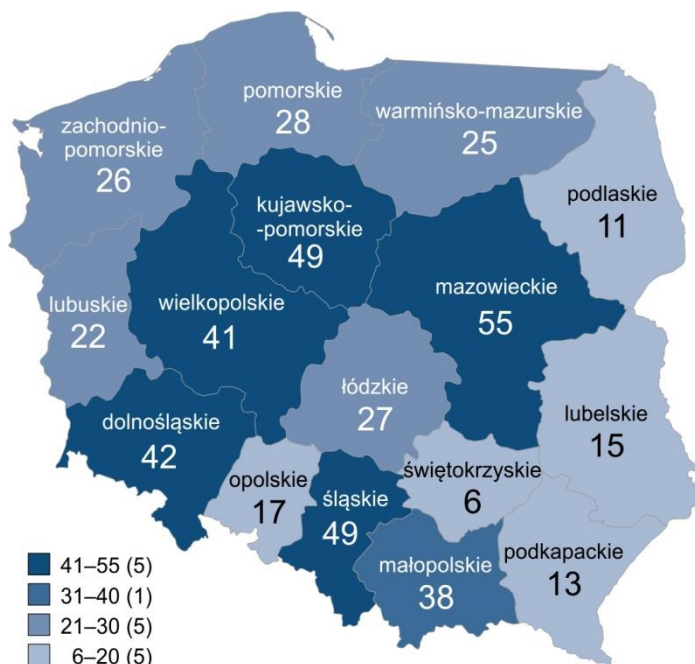 pomorskie
28
warmińsko-mazurskie
25
zachodnio-
pomorskie
26
podlaskie
11
kujawsko-
-pomorskie
49
mazowieckie
55
lubuskie
22
wielkopolskie
41
łódzkie
27
lubelskie
15
dolnośląskie
42
opolskie
17
śląskie
49
świętokrzyskie
6
małopolskie
38
podkapackie
13
41–55 (5)
31–40 (1)
21–30 (5)
6–20 (5)